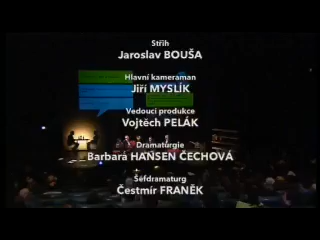 Střih
Jaroslav BOUŠA
Hlavní kameraman
Jiří MYSLÍK
Vedoucí produkce
Vojtěch PELÁK
Dramaturgie
Barbara HANSEN ČECHOVÁ
Šéfdramaturg
Čestmír FRANĚK